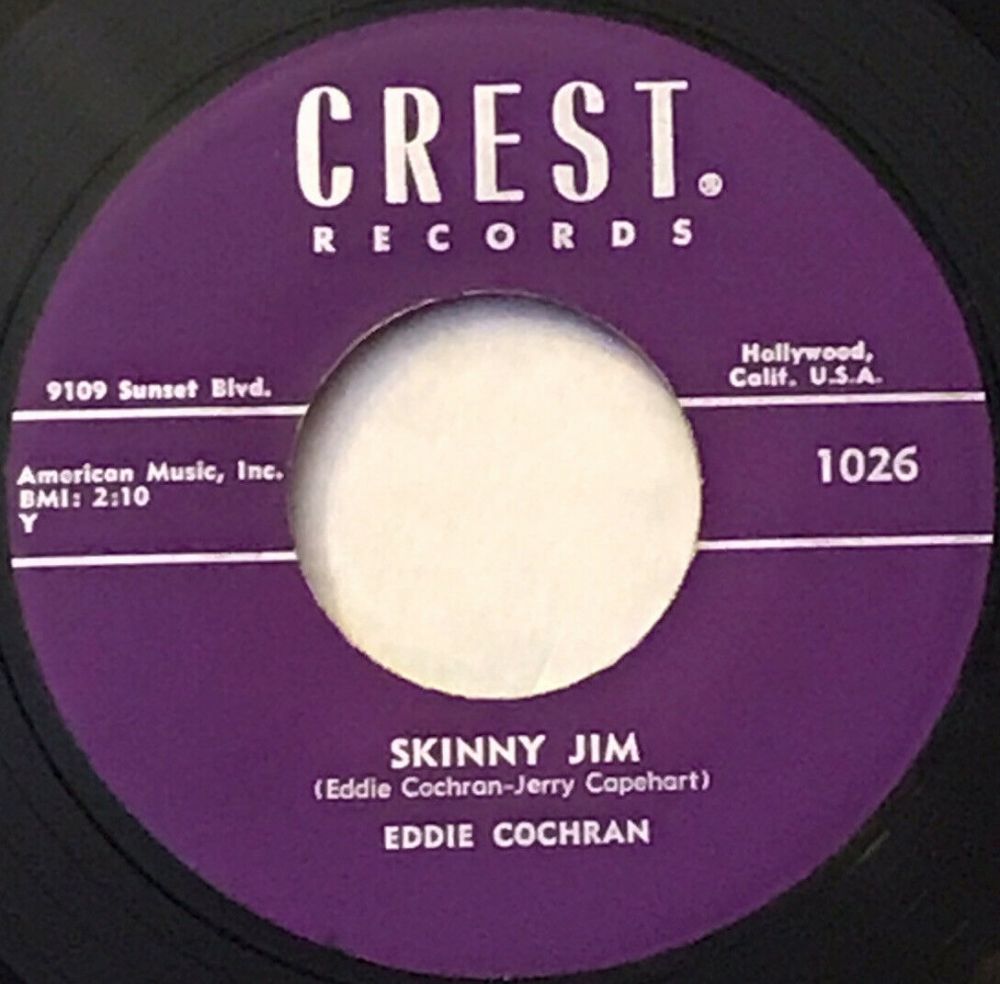 CREST®
RECORDS
9109 Sunset Blvd.
Hollywood,
Calif. U.S.A.
American Music, Inc.
BMI: 2:10
Y
1026
SKINNY JIM
(Eddie Cochran-Jerry Capehart)
EDDIE COCHRAN